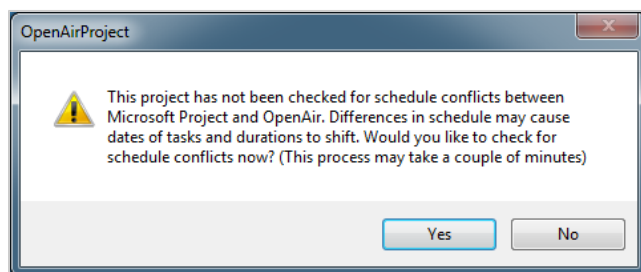 OpenAirProject
This project has not been checked for schedule conflicts between
Microsoft Project and OpenAir. Differences in schedule may cause
dates of tasks and durations to shift. Would you like to check for
schedule conflicts now? (This process may take a couple of minutes)
Yes
No